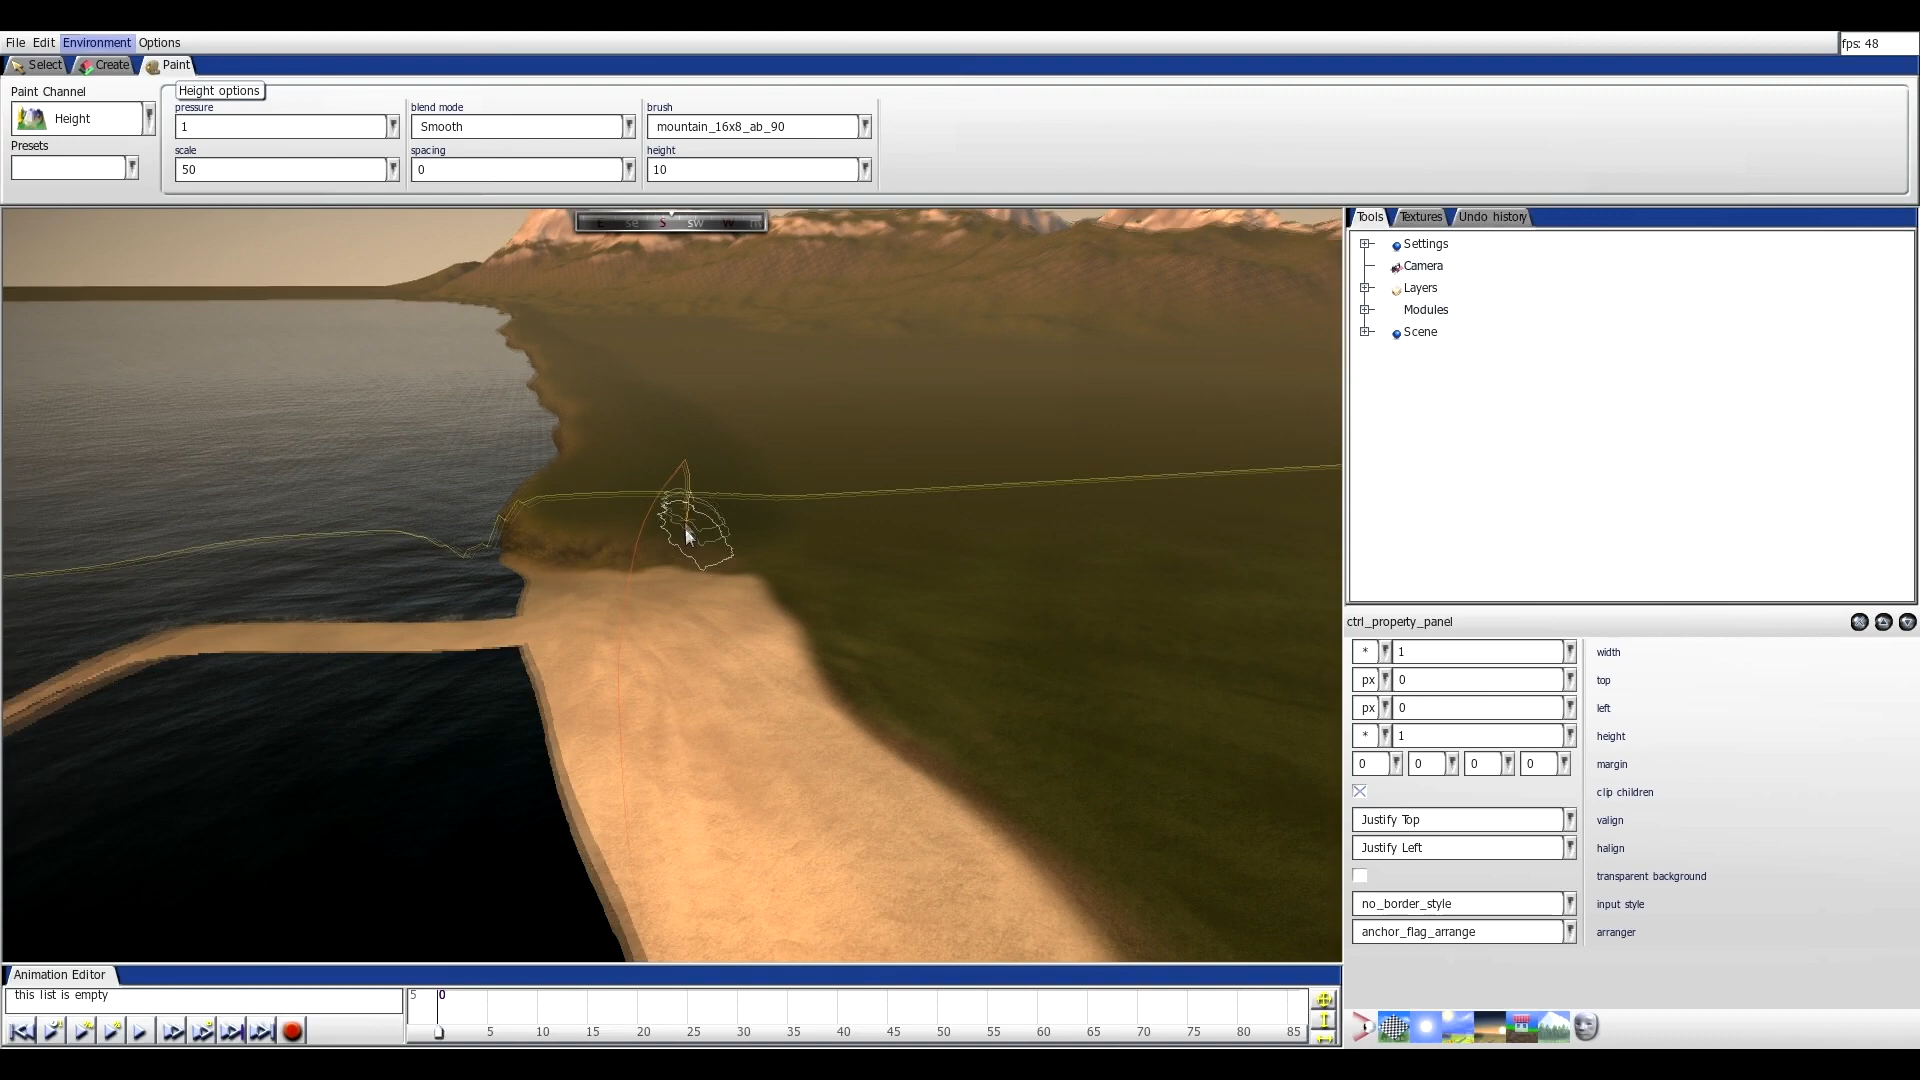 File Edit Environment Options
fps: 48
Select Create Paint
Paint Channel
Height
Presets
Height options
pressure
1
blend mode
Smooth
brush
mountain_16x8_ab_90
scale
50
spacing
0
height
10
E se S sw W
Tools Textures Undo history
Settings
Camera
Layers
Modules
Scene
ctrl_property_panel
* 1 width
px 0 top
px 0 left
* 1 height
0 0 0 0 margin
clip children
Justify Top valign
Justify Left halign
transparent background
no_border_style input style
anchor_flag_arrange arranger
Animation Editor
this list is empty
5 0
5 10 15 20 25 30 35 40 45 50 55 60 65 70 75 80 85